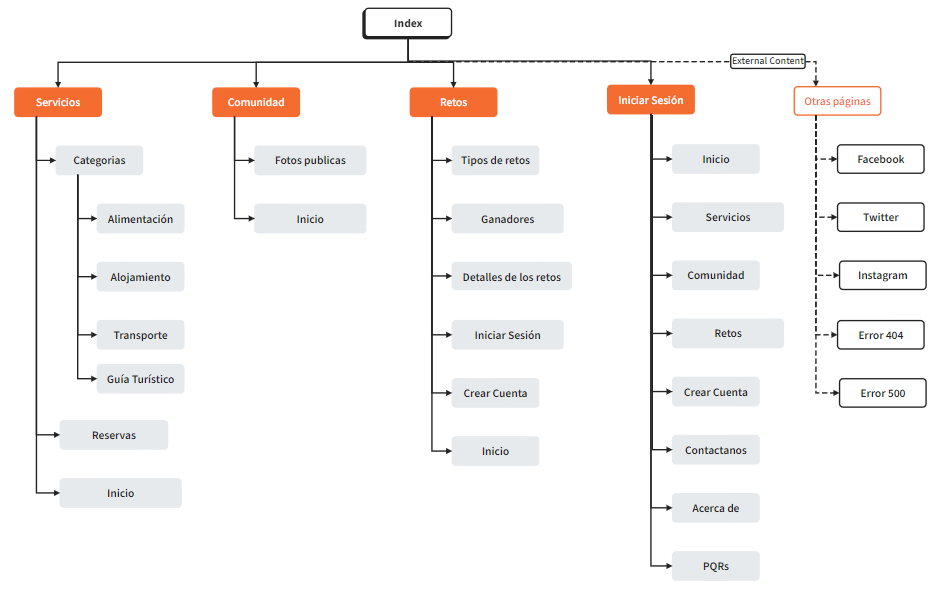 Index
External Content
Servicios
Comunidad
Retos
Iniciar Sesión
Otras páginas
Categorias
Alimentación
Alojamiento
Transporte
Guía Turístico
Reservas
Inicio
Fotos publicas
Inicio
Tipos de retos
Ganadores
Detalles de los retos
Iniciar Sesión
Crear Cuenta
Inicio
Inicio
Servicios
Comunidad
Retos
Crear Cuenta
Contactanos
Acerca de
PQRs
Facebook
Twitter
Instagram
Error 404
Error 500